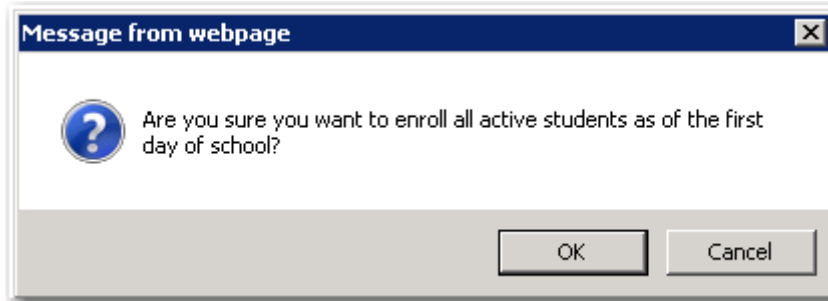 Message from webpage
Are you sure you want to enroll all active students as of the first
day of school?
OK
Cancel